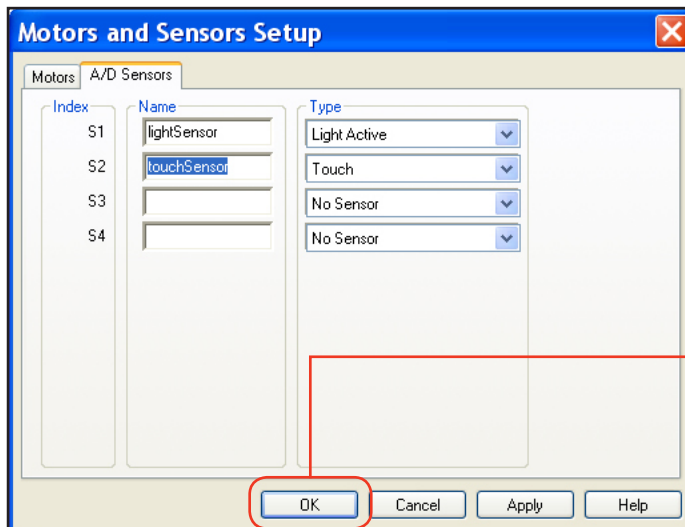 Motors and Sensors Setup
Motors A/D Sensors
Index Name Type
S1 lightSensor Light Active
S2 touchSensor Touch
S3 No Sensor
S4 No Sensor
OK Cancel Apply Help